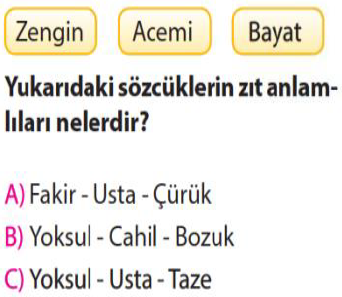 Zengin Acemi Bayat
Yukarıdaki sözcüklerin zıt anlam-
lıları nelerdir?
A) Fakir - Usta - Çürük
B) Yoksul - Cahil - Bozuk
C) Yoksul - Usta - Taze